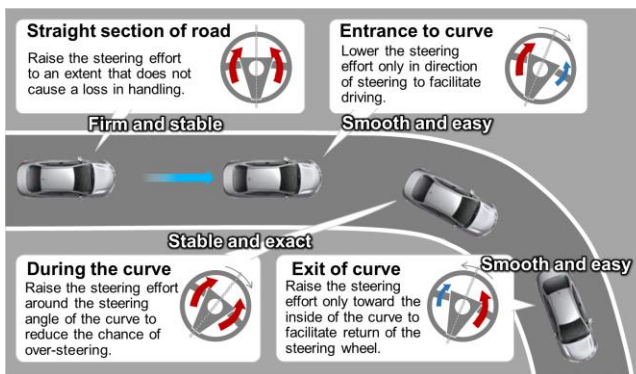 Straight section of road
Raise the steering effort
to an extent that does not
cause a loss in handling.
Firm and stable
Entrance to curve
Lower the steering
effort only in direction
of steering to facilitate
driving.
Smooth and easy
Stable and exact
During the curve
Raise the steering effort
around the steering
angle of the curve to
reduce the chance of
over-steering.
Exit of curve
Raise the steering
effort only toward the
inside of the curve to
facilitate return of the
steering wheel.
Smooth and easy